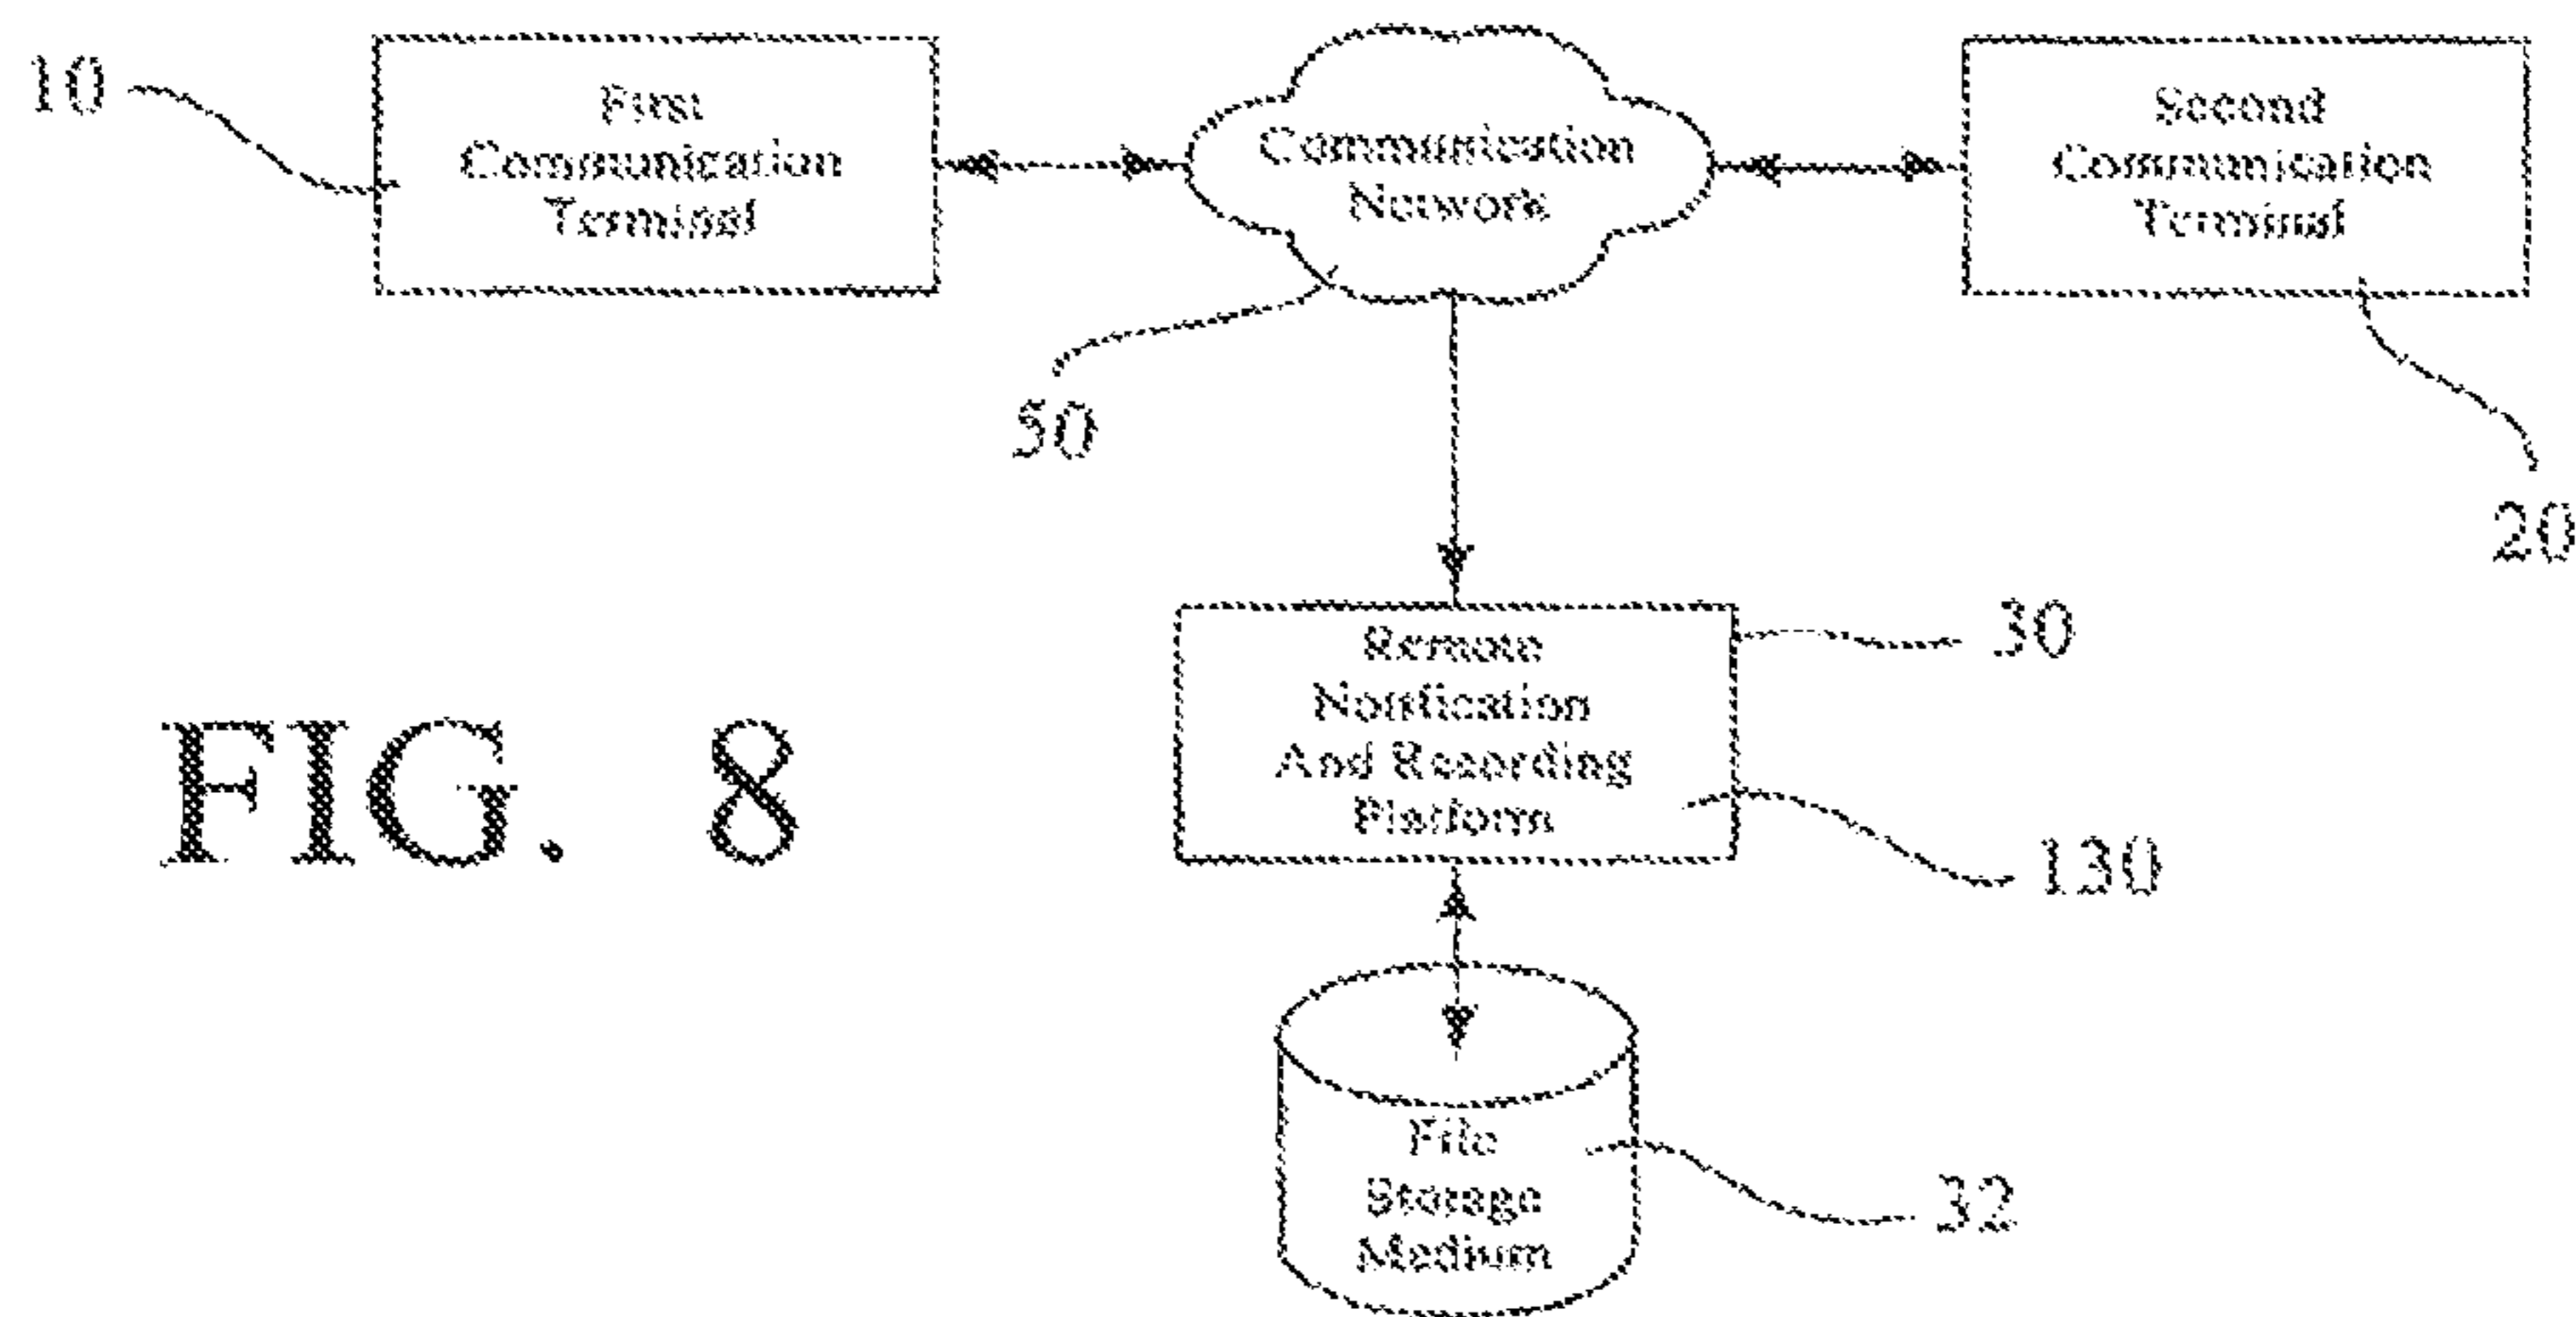 10
First
Communication
Terminal
Communication
Network
Second
Communication
Terminal
50
20
Remote
Notification
And Recording
Platform
30
130
FIG. 8
File
Storage
Medium
32